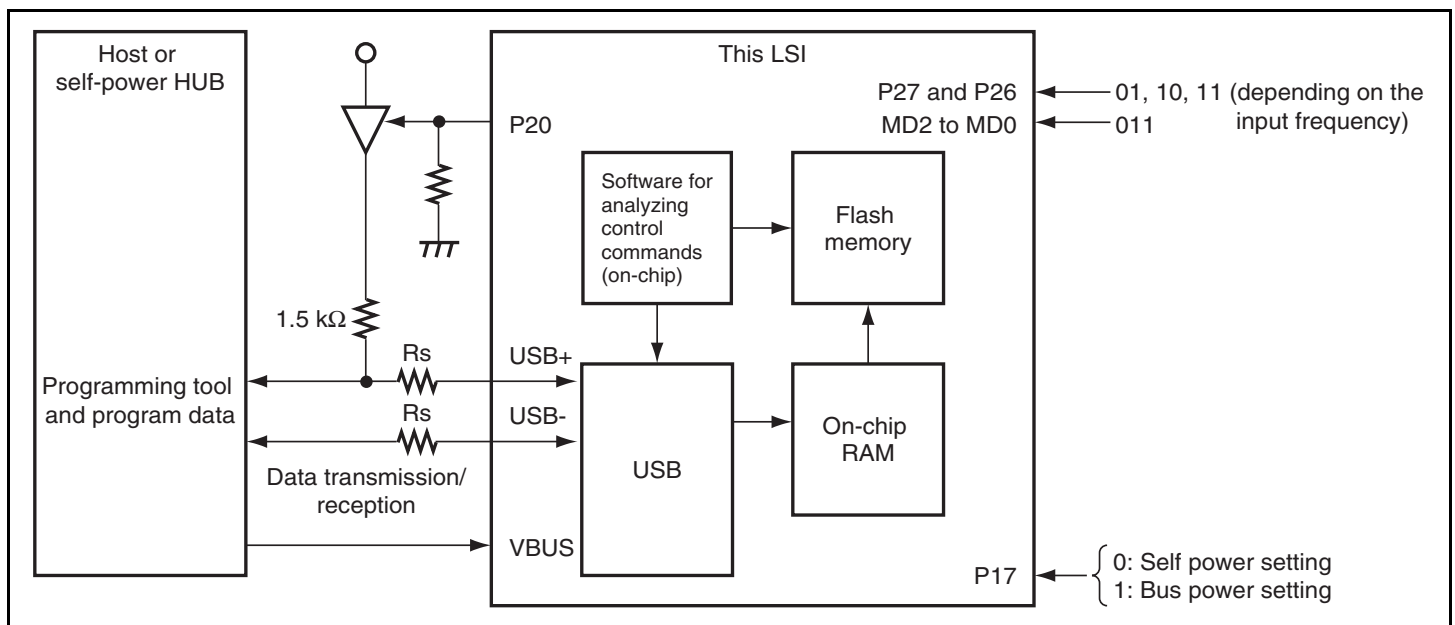 Host or
self-power HUB
This LSI
P27 and P26
01, 10, 11 (depending on the
input frequency)
MD2 to MD0
011
P20
Software for
analyzing
control
commands
(on-chip)
Flash
memory
1.5 kΩ
Rs
USB+
Programming tool
and program data
Rs
USB-
USB
On-chip
RAM
Data transmission/
reception
VBUS
P17
0: Self power setting
1: Bus power setting